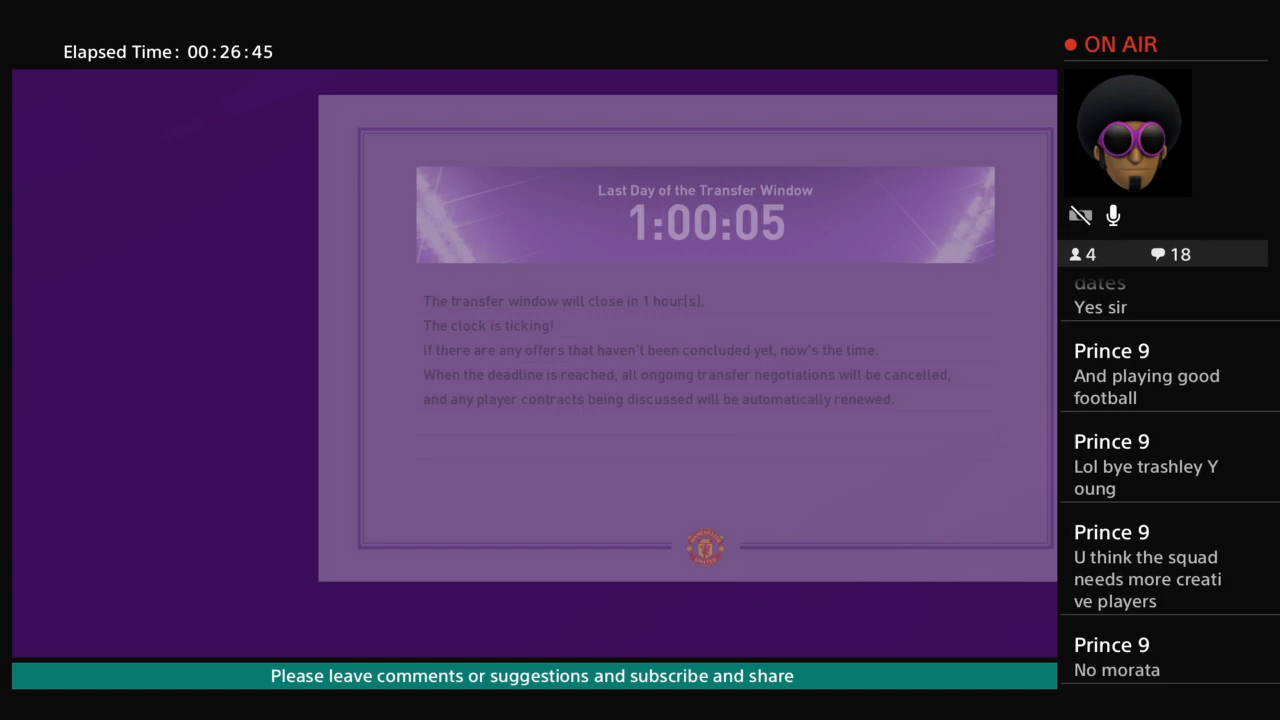 Elapsed Time: 00:26:45
ON AIR
Last Day of the Transfer Window
1:00:05
The transfer window will close in 1 hour(s).
The clock is ticking!
If there are any offers that haven't been concluded yet, now's the time.
When the deadline is reached, all ongoing transfer negotiations will be cancelled,
and any player contracts being discussed will be automatically renewed.
MANCHESTER
UNITED
4
18
dates
Yes sir
Prince 9
And playing good
football
Prince 9
Lol bye trashley Y
oung
Prince 9
U think the squad
needs more creati
ve players
Prince 9
No morata
Please leave comments or suggestions and subscribe and share